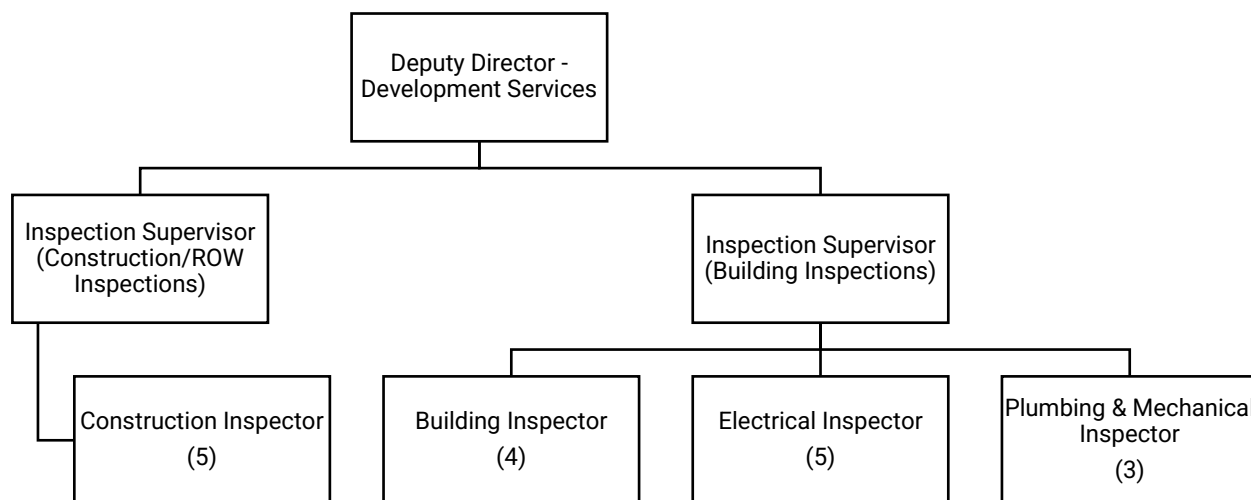 Deputy Director -
Development Services
Inspection Supervisor
(Construction/ROW
Inspections)
Inspection Supervisor
(Building Inspections)
Construction Inspector
(5)
Building Inspector
(4)
Electrical Inspector
(5)
Plumbing & Mechanical
Inspector
(3)